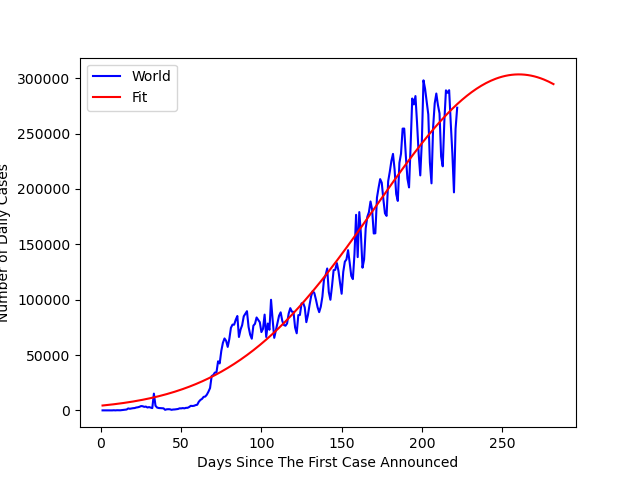 World
Fit
300000
250000
200000
150000
100000
50000
0
Number of Daily Cases
0 50 100 150 200 250
Days Since The First Case Announced